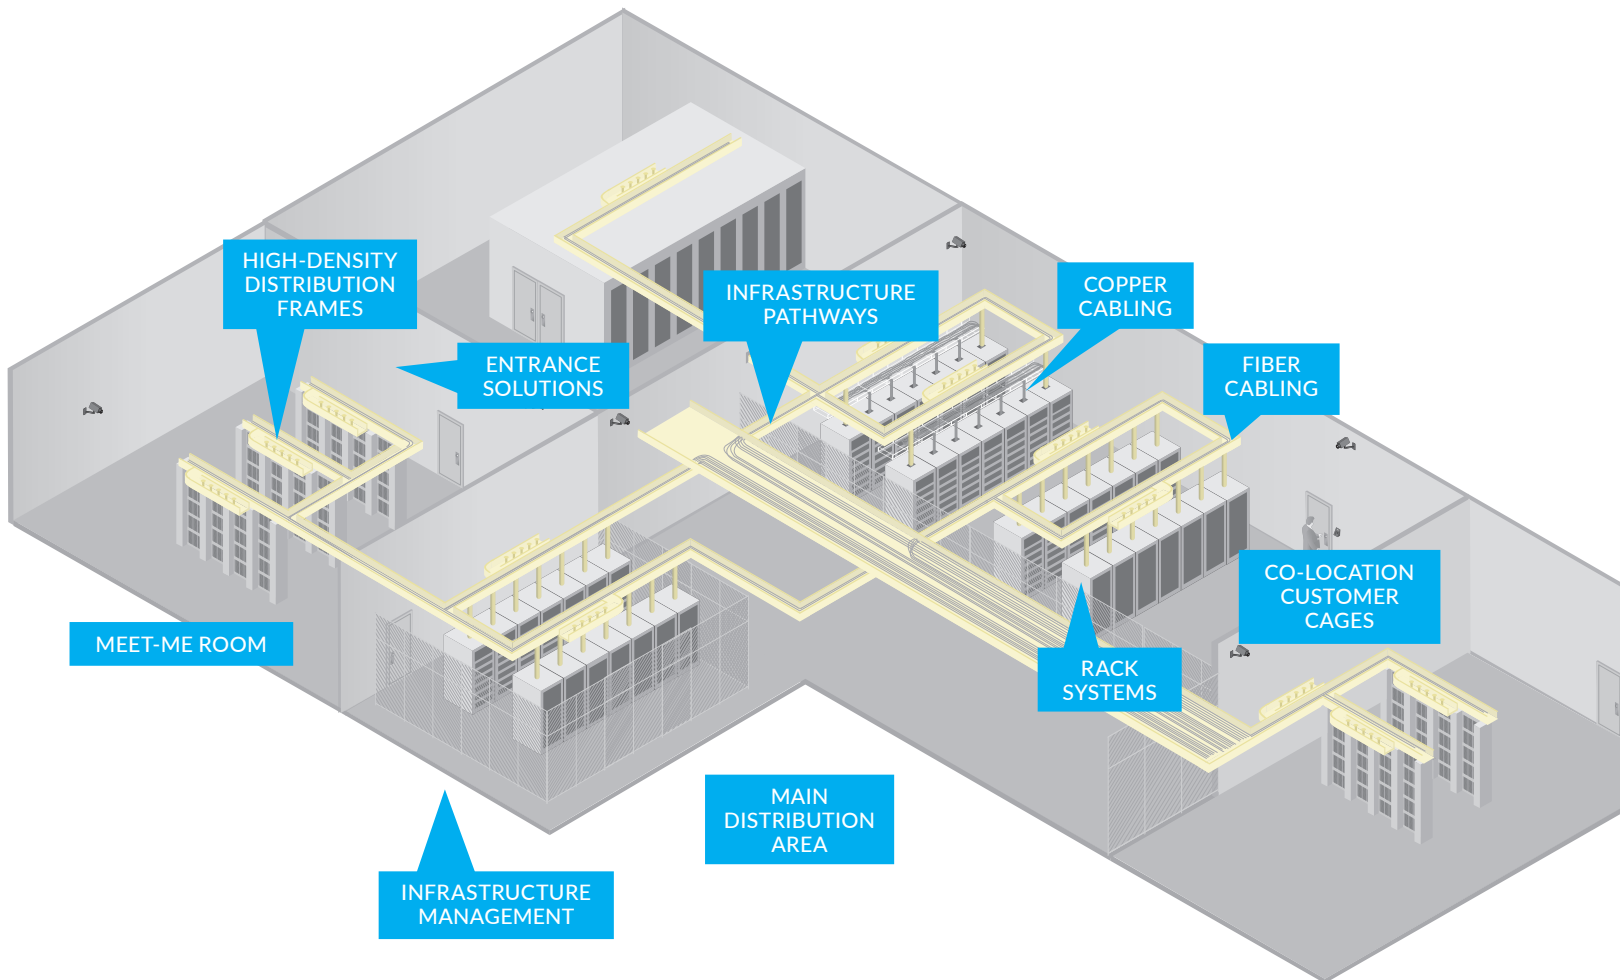 HIGH-DENSITY
DISTRIBUTION
FRAMES
ENTRANCE
SOLUTIONS
INFRASTRUCTURE
PATHWAYS
COPPER
CABLING
FIBER
CABLING
MEET-ME ROOM
CO-LOCATION
CUSTOMER
CAGES
RACK
SYSTEMS
MAIN
DISTRIBUTION
AREA
INFRASTRUCTURE
MANAGEMENT